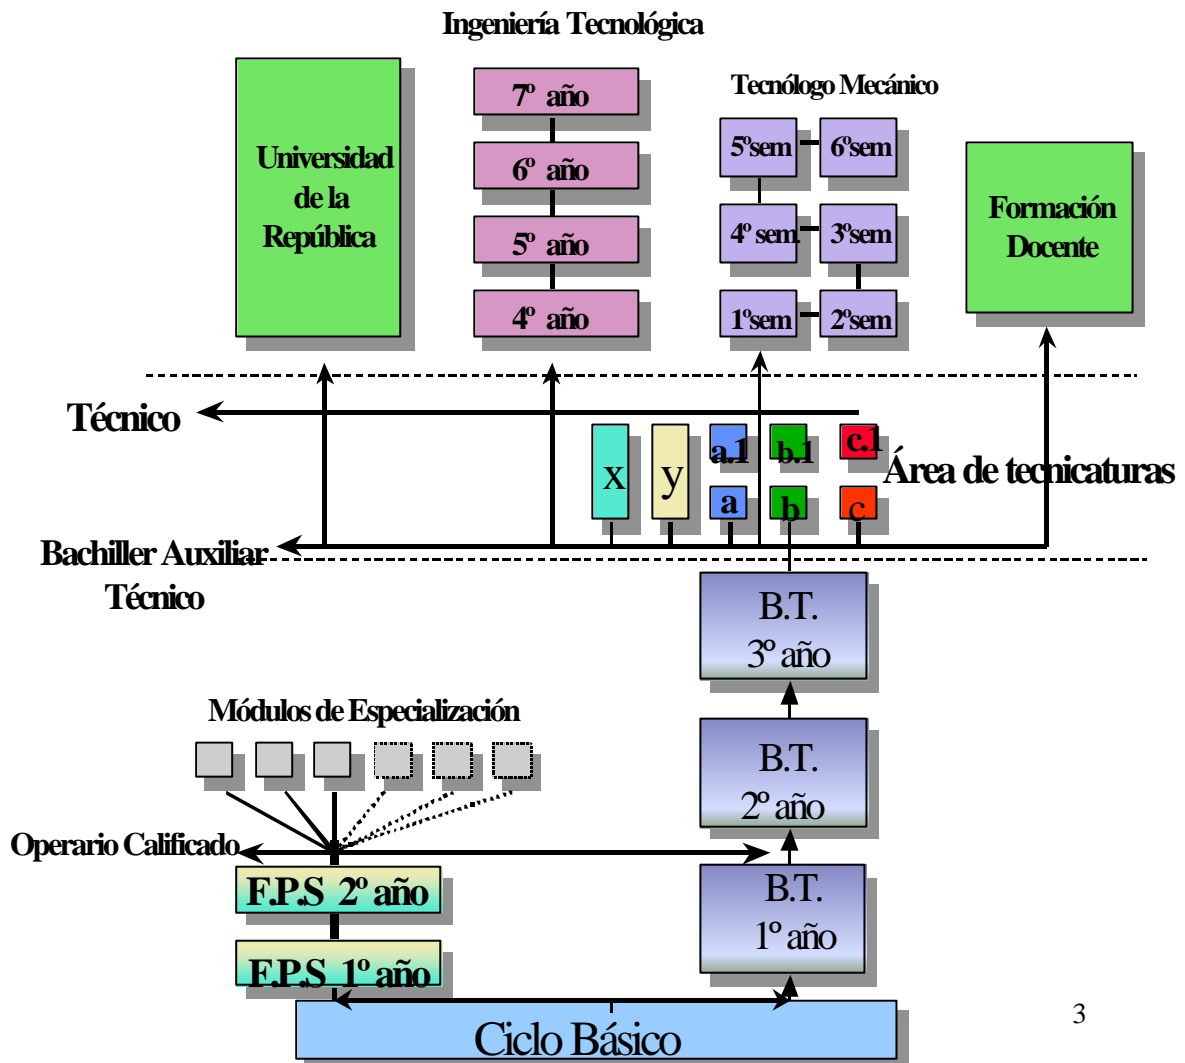 Ingeniería Tecnológica
Tecnólogo Mecánico
Universidad
de la
República
7º año
6º año
5º año
4º año
5ºsem
6ºsem
4º sem.
3ºsem
1ºsem
2ºsem
Formación
Docente
Técnico
x
y
a.1
b.1
c.1
a
b
c
Área de tecnicaturas
Bachiller Auxiliar
Técnico
B.T.
3º año
Módulos de Especialización
B.T.
2º año
Operario Calificado
F.P.S 2º año
B.T.
1º año
F.P.S 1º año
Ciclo Básico
3